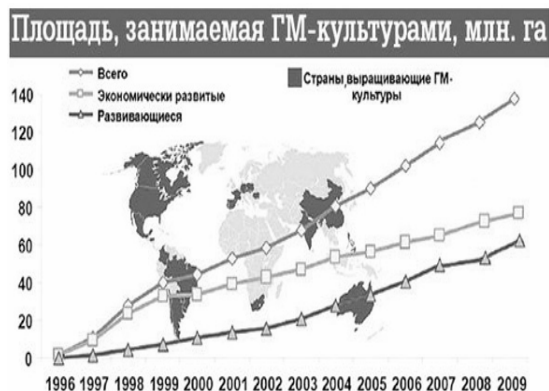 Площадь, занимаемая ГМ-культурами, млн. га
Всего
Экономически развитые
Развивающиеся
Страны, выращивающие ГМ-
культуры
140
120
100
80
60
40
20
0
1996 1997 1998 1999 2000 2001 2002 2003 2004 2005 2006 2007 2008 2009